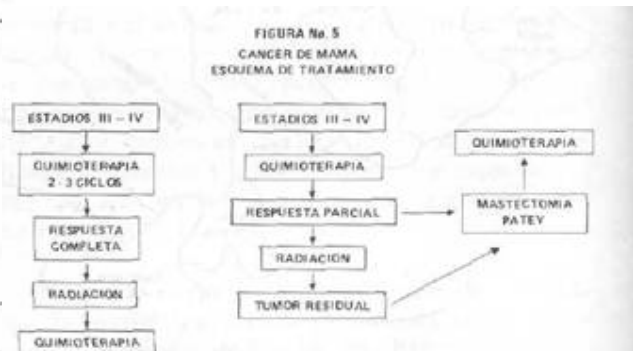 FIGURA No. 5
CANCER DE MAMA
ESQUEMA DE TRATAMIENTO
ESTADIOS III – IV
QUIMIOTERAPIA
2 - 3 CICLOS
RESPUESTA
COMPLETA
RADIACION
QUIMIOTERAPIA
ESTADIOS III – IV
QUIMIOTERAPIA
RESPUESTA PARCIAL
RADIACION
TUMOR RESIDUAL
QUIMIOTERAPIA
MASTECTOMIA
PATEY